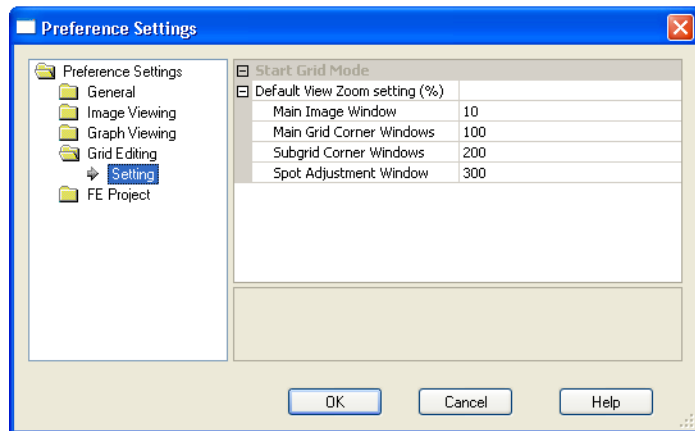 Preference Settings
Preference Settings
General
Image Viewing
Graph Viewing
Grid Editing
Setting
FE Project
Start Grid Mode
Default View Zoom setting (%)
Main Image Window 10
Main Grid Corner Windows 100
Subgrid Corner Windows 200
Spot Adjustment Window 300
OK Cancel Help